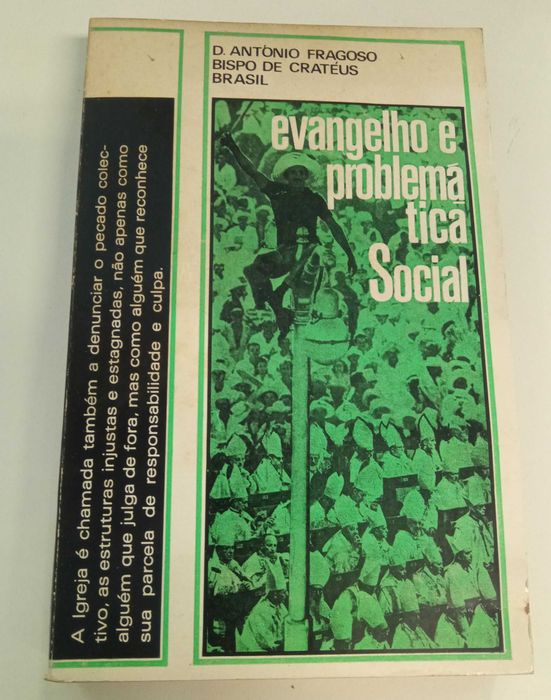 D. ANTÓNIO FRAGOSO
BISPO DE CRATÉUS
BRASIL
evangelho e
problemá
tica
Social
A Igreja é chamada também a denunciar o pecado colec-
tivo, as estruturas injustas e estagnadas, não apenas como
alguém que julga de fora, mas como alguém que reconhece
sua parcela de responsabilidade e culpa.